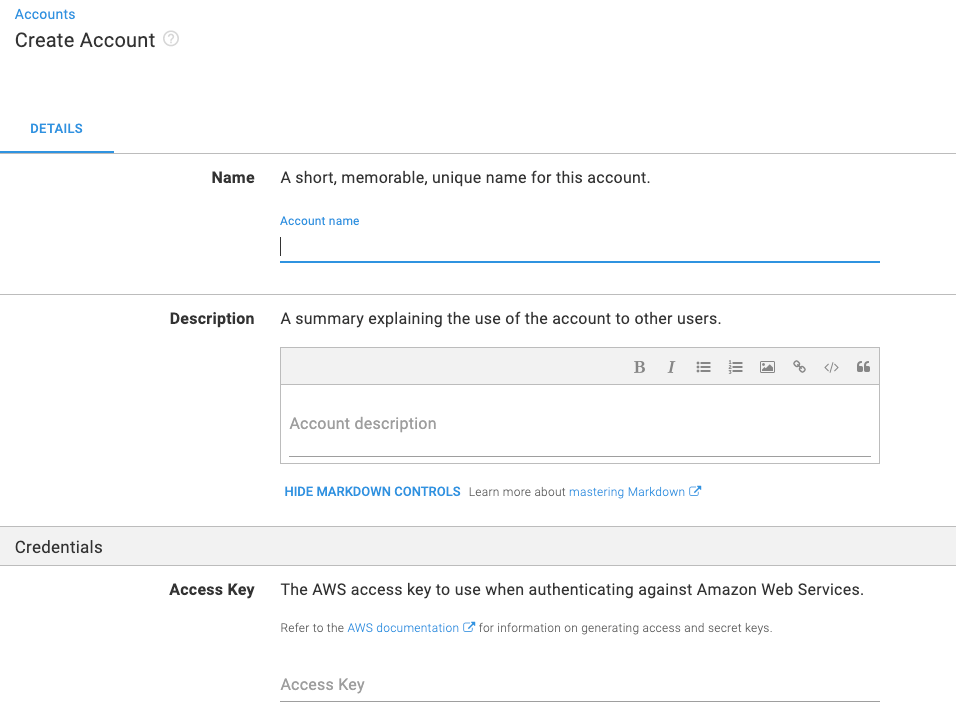 Accounts
Create Account ?
DETAILS
Name A short, memorable, unique name for this account.
Account name
Description A summary explaining the use of the account to other users.
B I </>
Account description
HIDE MARKDOWN CONTROLS Learn more about mastering Markdown
Credentials
Access Key The AWS access key to use when authenticating against Amazon Web Services.
Refer to the AWS documentation for information on generating access and secret keys.
Access Key